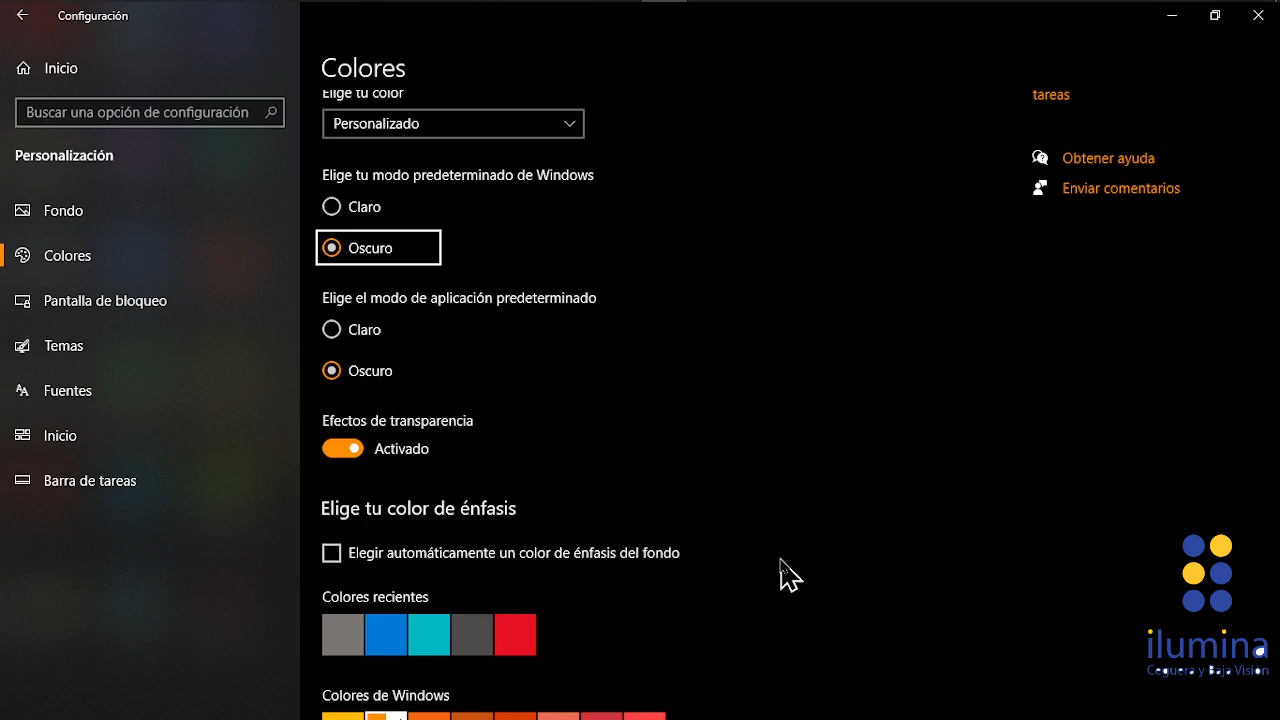 Configuración
Inicio
Buscar una opción de configuración
Personalización
Fondo
Colores
Pantalla de bloqueo
Temas
Fuentes
Inicio
Barra de tareas
Colores
Elige tu color
Personalizado
Elige tu modo predeterminado de Windows
Claro
Oscuro
Elige el modo de aplicación predeterminado
Claro
Oscuro
Efectos de transparencia
Activado
Elige tu color de énfasis
Elegir automáticamente un color de énfasis del fondo
Colores recientes
Colores de Windows
tareas
Obtener ayuda
Enviar comentarios
ilumina
Ceguera y Baja Visión